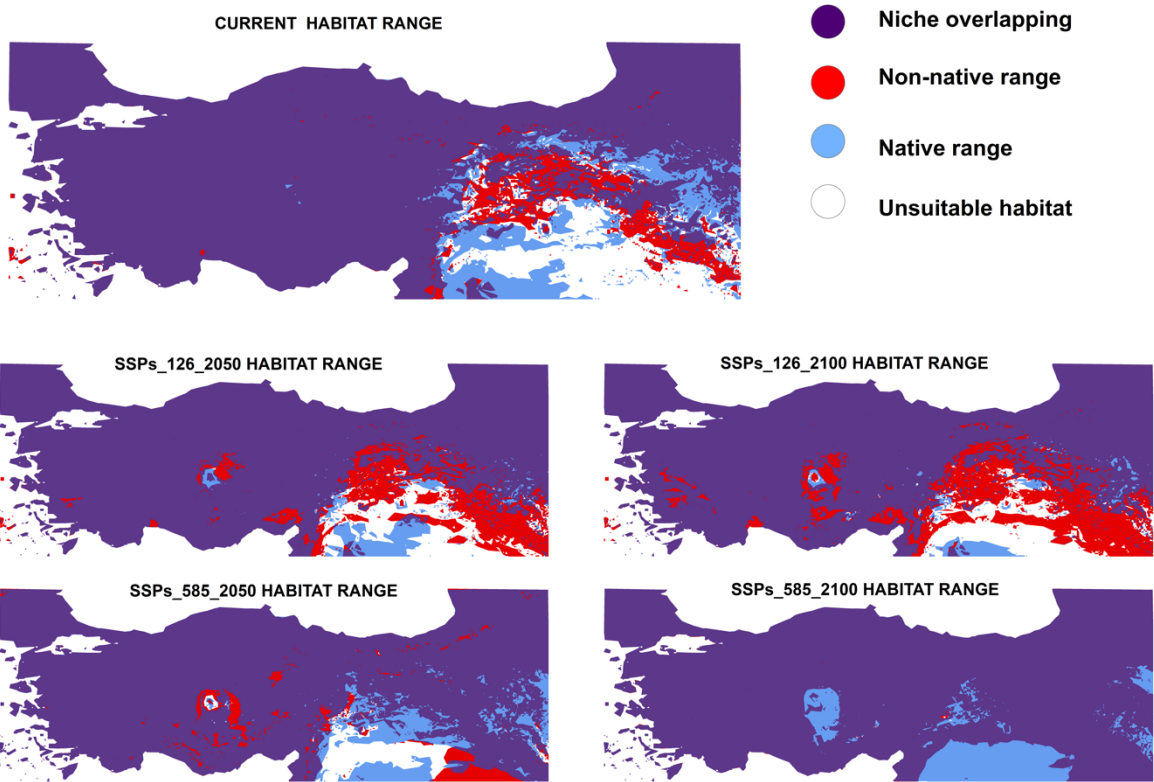 CURRENT HABITAT RANGE
Niche overlapping
Non-native range
Native range
Unsuitable habitat
SSPs_126_2050 HABITAT RANGE
SSPs_126_2100 HABITAT RANGE
SSPs_585_2050 HABITAT RANGE
SSPs_585_2100 HABITAT RANGE